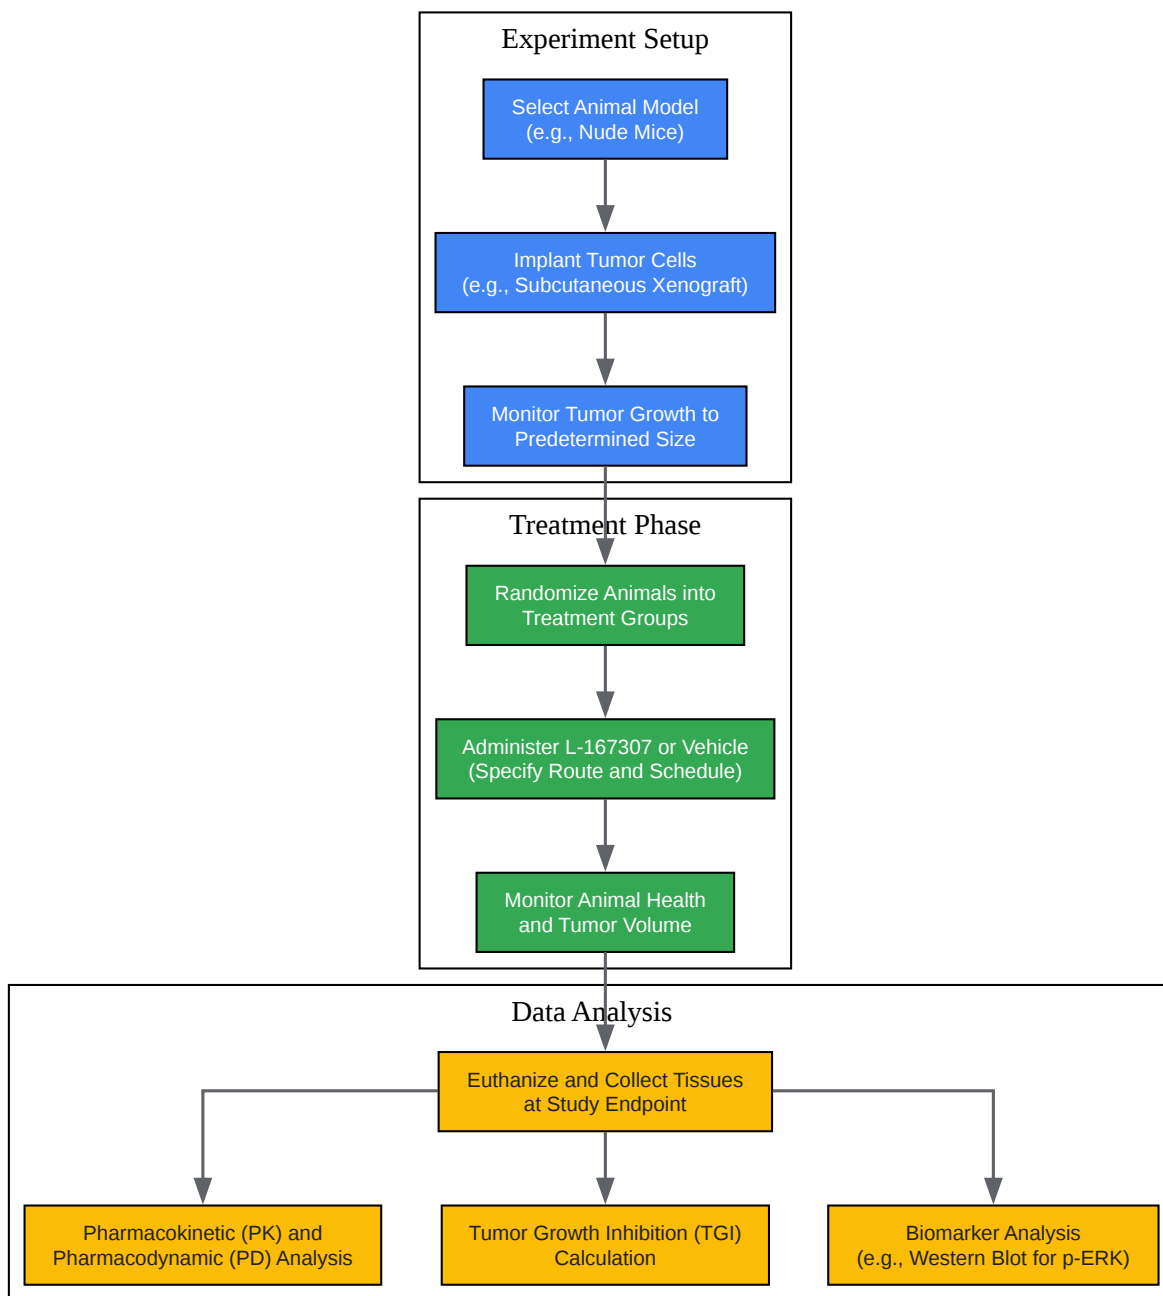 Experiment Setup
Select Animal Model
(e.g., Nude Mice)
Implant Tumor Cells
(e.g., Subcutaneous Xenograft)
Monitor Tumor Growth to
Predetermined Size
Treatment Phase
Randomize Animals into
Treatment Groups
Administer L-167307 or Vehicle
(Specify Route and Schedule)
Monitor Animal Health
and Tumor Volume
Data Analysis
Euthanize and Collect Tissues
at Study Endpoint
Pharmacokinetic (PK) and
Pharmacodynamic (PD) Analysis
Tumor Growth Inhibition (TGI)
Calculation
Biomarker Analysis
(e.g., Western Blot for p-ERK)